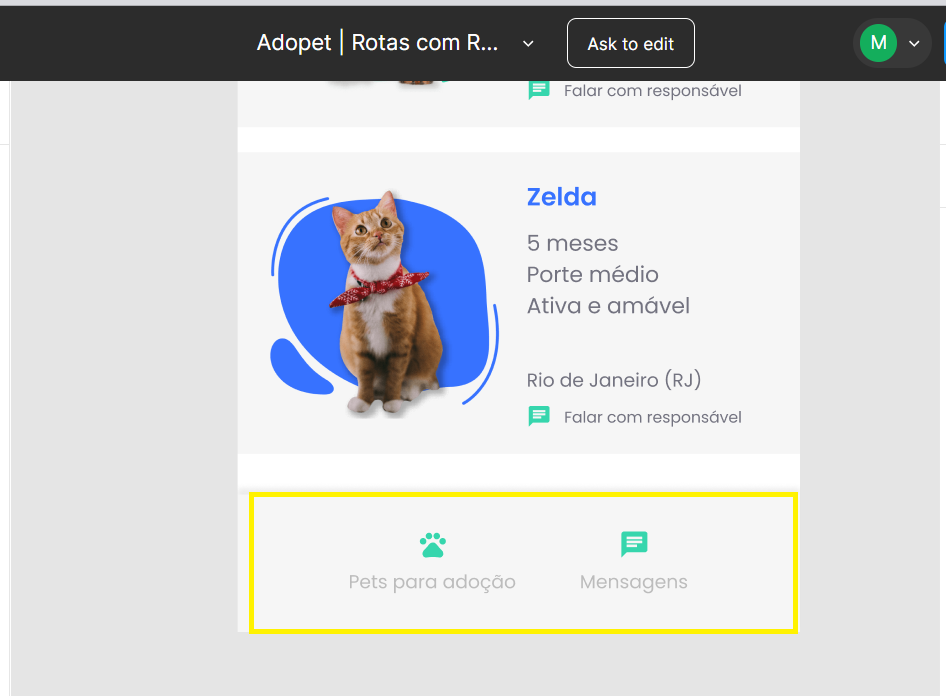 Adopet | Rotas com R...
Ask to edit
M
Falar com responsável
Zelda
5 meses
Porte médio
Ativa e amável
Rio de Janeiro (RJ)
Falar com responsável
Pets para adoção
Mensagens